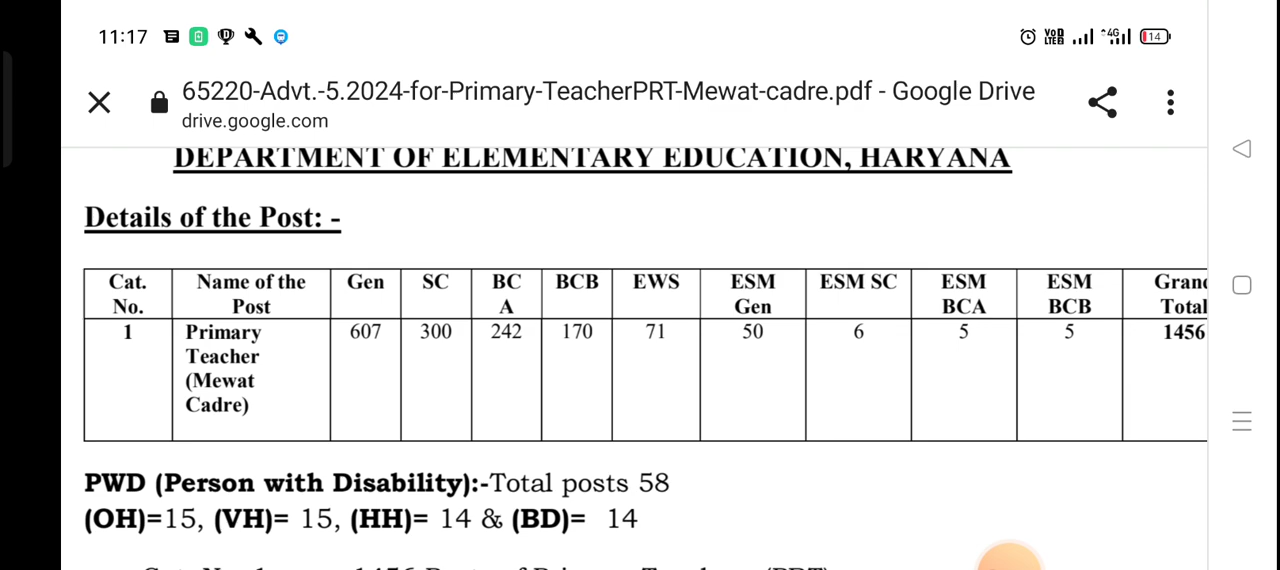 11:17 VoD LTE 4G 14
65220-Advt.-5.2024-for-Primary-TeacherPRT-Mewat-cadre.pdf - Google Drive
drive.google.com
DEPARTMENT OF ELEMENTARY EDUCATION, HARYANA
Details of the Post: -
Cat. No. Name of the Post Gen SC BC A BCB EWS ESM Gen ESM SC ESM BCA ESM BCB Grand Total
1 Primary Teacher (Mewat Cadre) 607 300 242 170 71 50 6 5 5 1456
PWD (Person with Disability):-Total posts 58
(OH)=15, (VH)= 15, (HH)= 14 & (BD)= 14